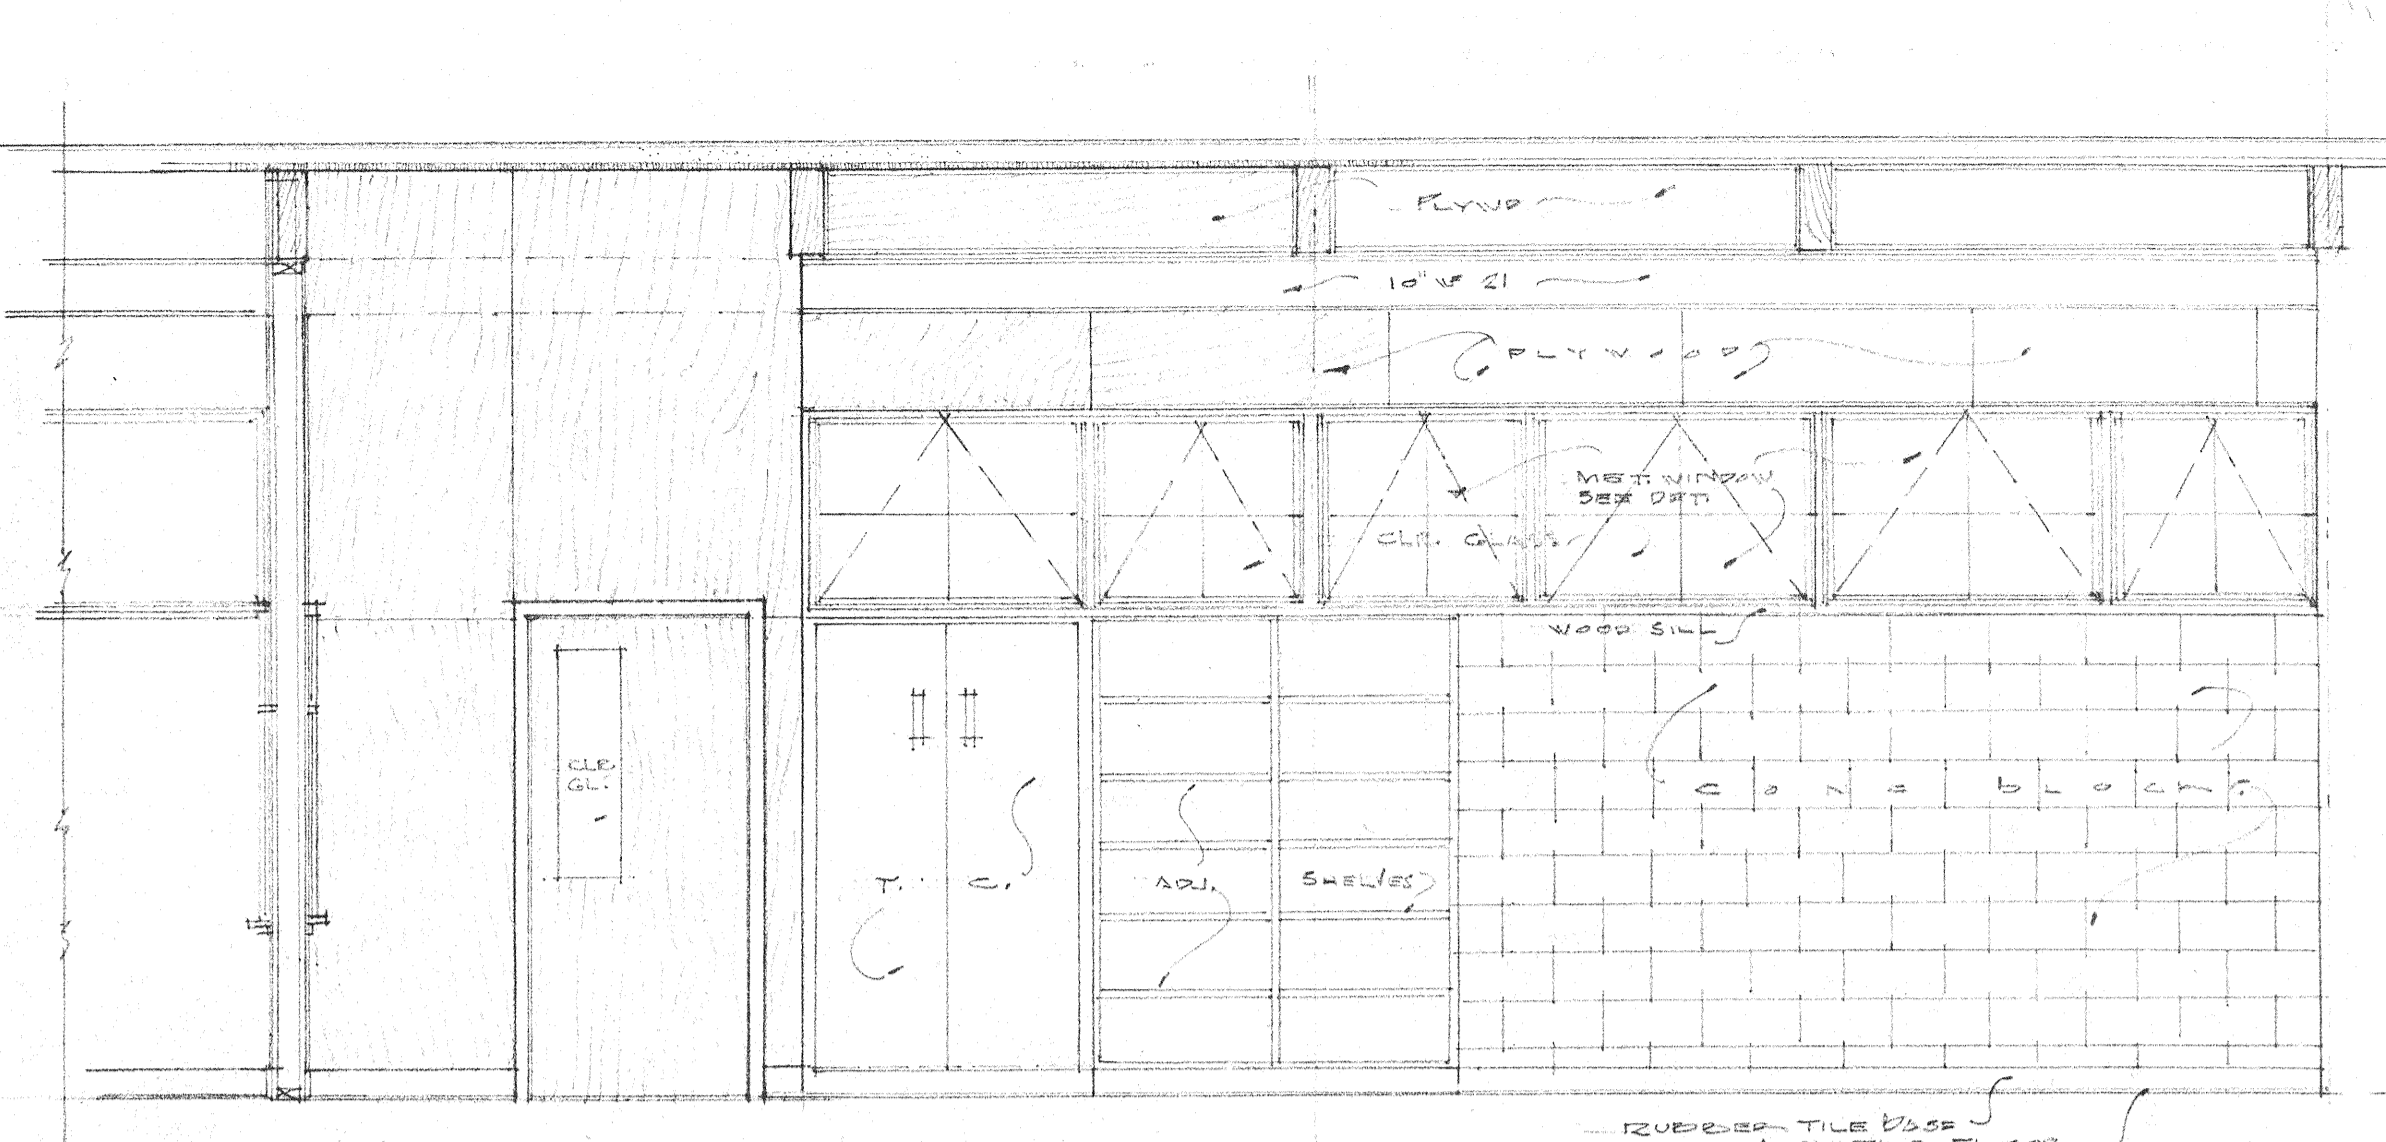 PLYWD
10" WF 21
PLYWOOD
MET. WINDOW
SEE DET.
CLR. GLASS
WOOD SILL
CLR
GL.
CONC BLOCK.
T. C.
ADJ. SHELVES
RUBBER TILE BASE